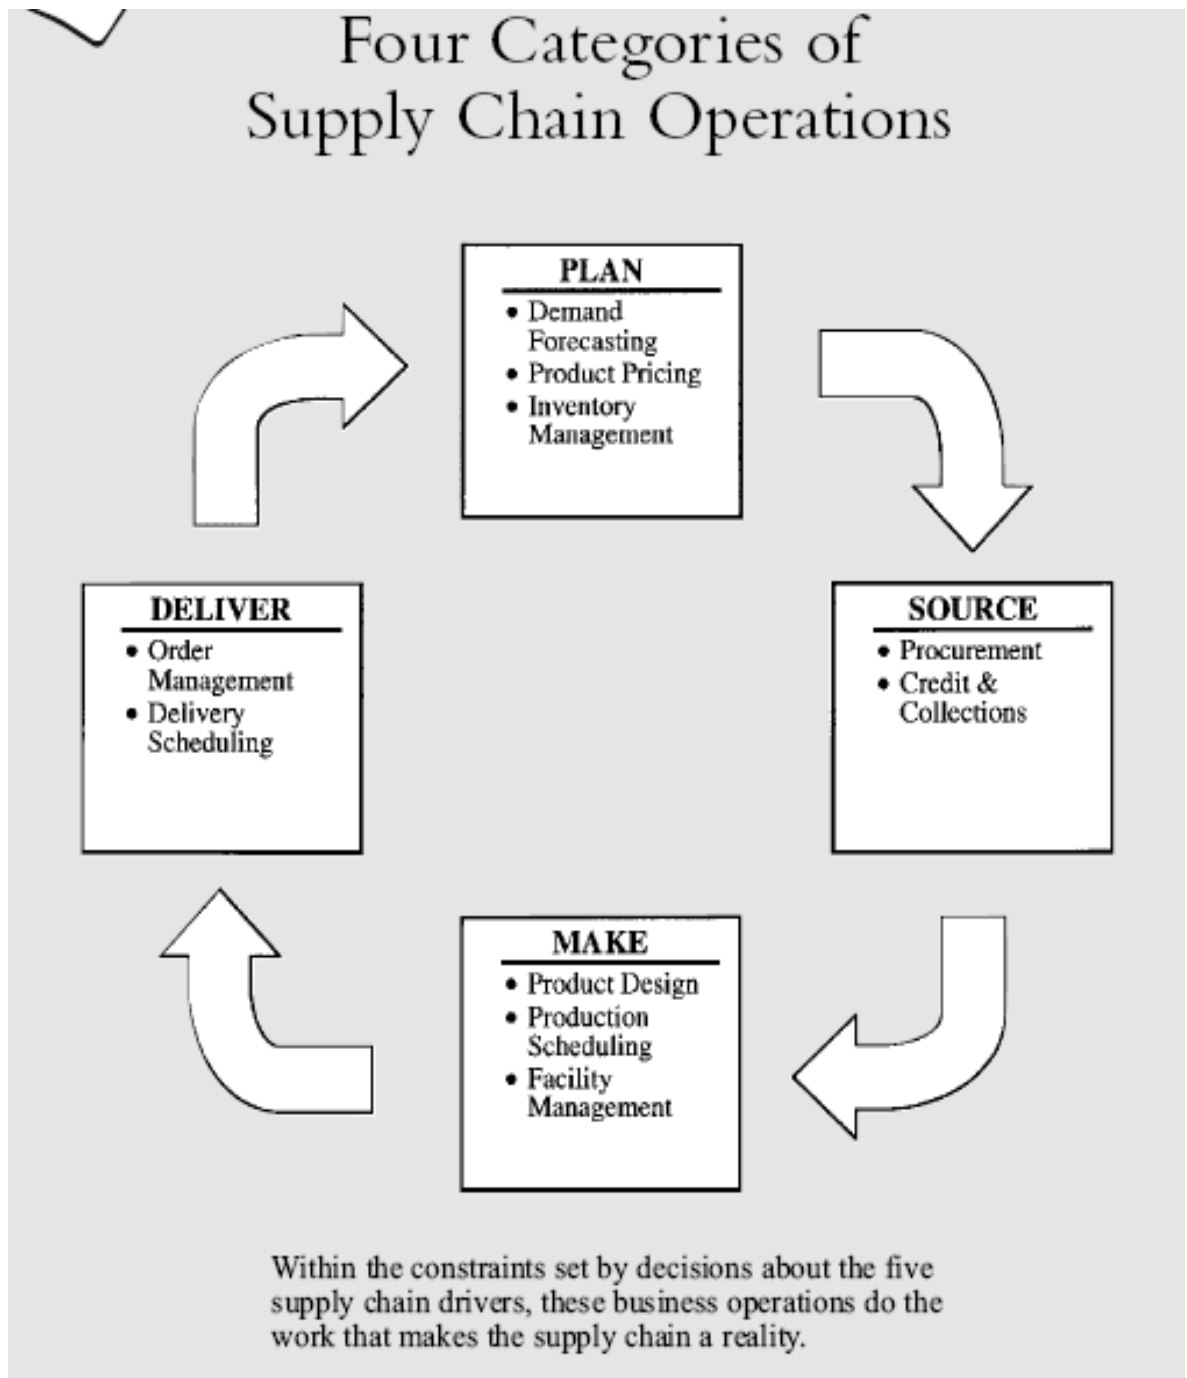 Four Categories of
Supply Chain Operations
PLAN
• Demand
Forecasting
• Product Pricing
• Inventory
Management
DELIVER
• Order
Management
• Delivery
Scheduling
SOURCE
• Procurement
• Credit &
Collections
MAKE
• Product Design
• Production
Scheduling
• Facility
Management
Within the constraints set by decisions about the five
supply chain drivers, these business operations do the
work that makes the supply chain a reality.